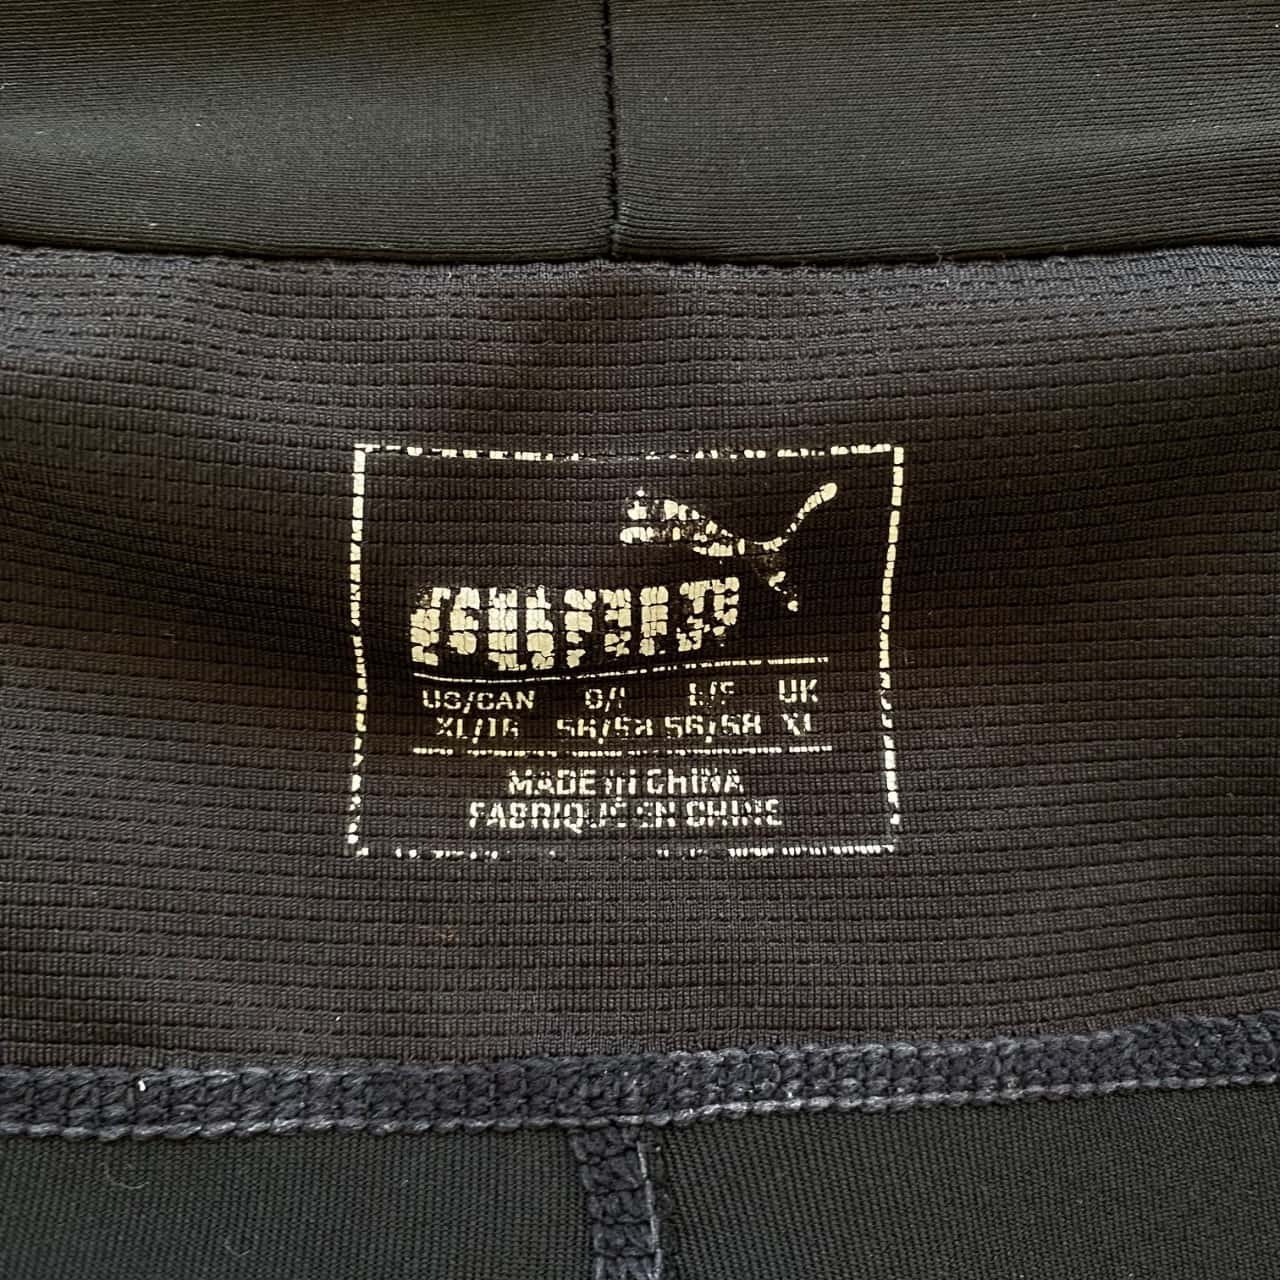 PUMA
US/CAN UK
XL/16 56/58 56/58 XL
MADE IN CHINA
FABRIQUÉ EN CHINE